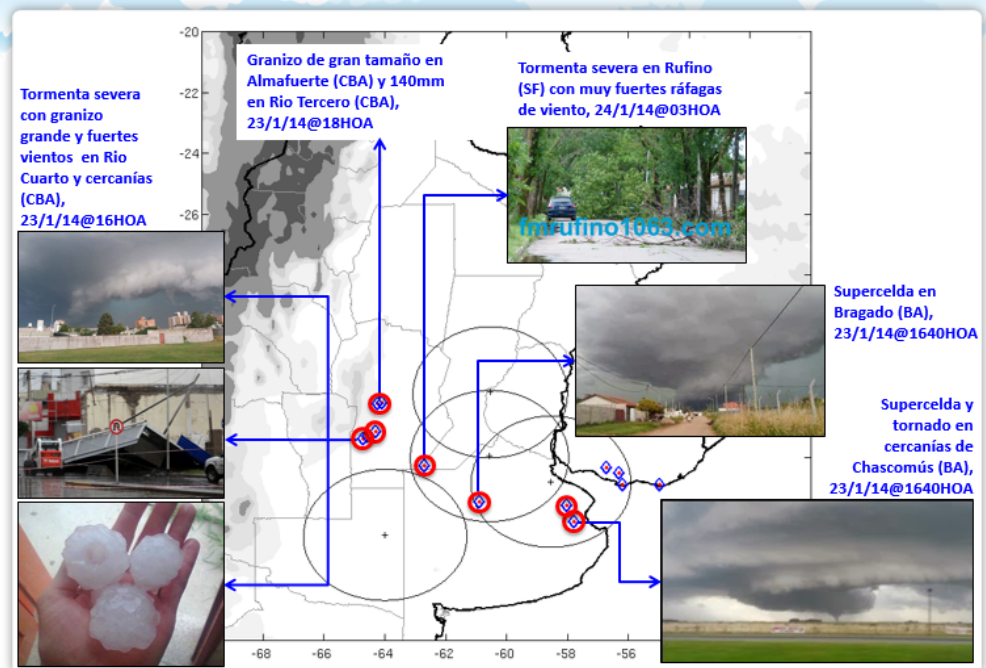 Tormenta severa
con granizo
grande y fuertes
vientos en Rio
Cuarto y cercanías
(CBA),
23/1/14@16HOA
Granizo de gran tamaño en
Almafuerte (CBA) y 140mm
en Rio Tercero (CBA),
23/1/14@18HOA
Tormenta severa en Rufino
(SF) con muy fuertes ráfagas
de viento, 24/1/14@03HOA
fmrufino1063.com
Supercelda en
Bragado (BA),
23/1/14@1640HOA
Supercelda y
tornado en
cercanías de
Chascomús (BA),
23/1/14@1640HOA
-20
-22
-24
-26
-68
-66
-64
-62
-60
-58
-56